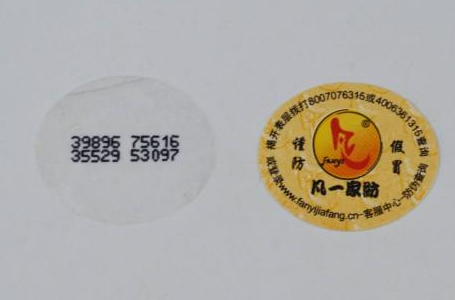 39896 75616
35529 53097
揭开表层拨打8007076315或4006361315查询
谨防
假冒
®
fanyi
凡一家纺
www.fanyijiafang.cn-客服中心-防伪查询